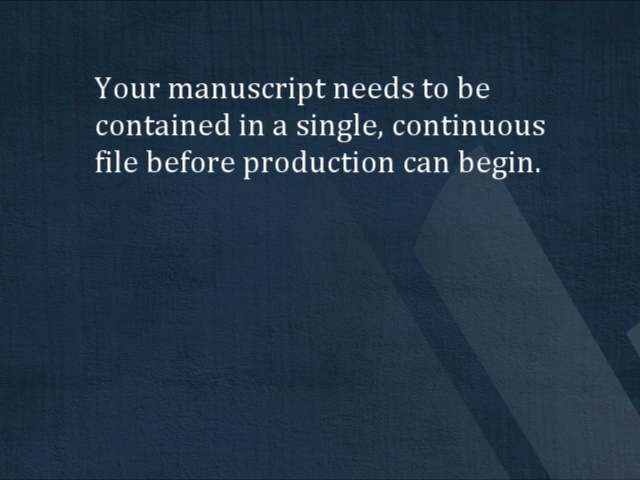 Your manuscript needs to be
contained in a single, continuous
file before production can begin.